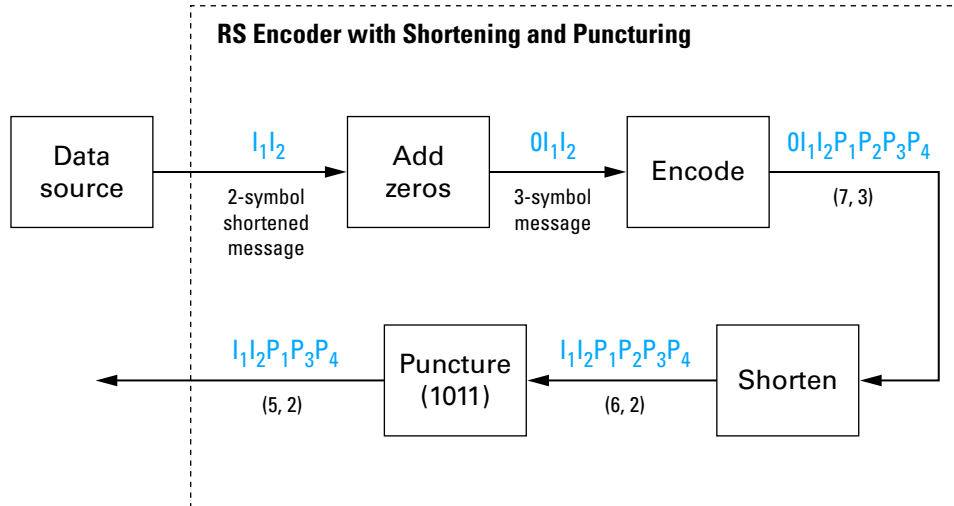 RS Encoder with Shortening and Puncturing
Data
source
I₁I₂
2-symbol
shortened
message
Add
zeros
0I₁I₂
3-symbol
message
Encode
0I₁I₂P₁P₂P₃P₄
(7, 3)
I₁I₂P₁P₃P₄
(5, 2)
Puncture
(1011)
I₁I₂P₁P₂P₃P₄
(6, 2)
Shorten